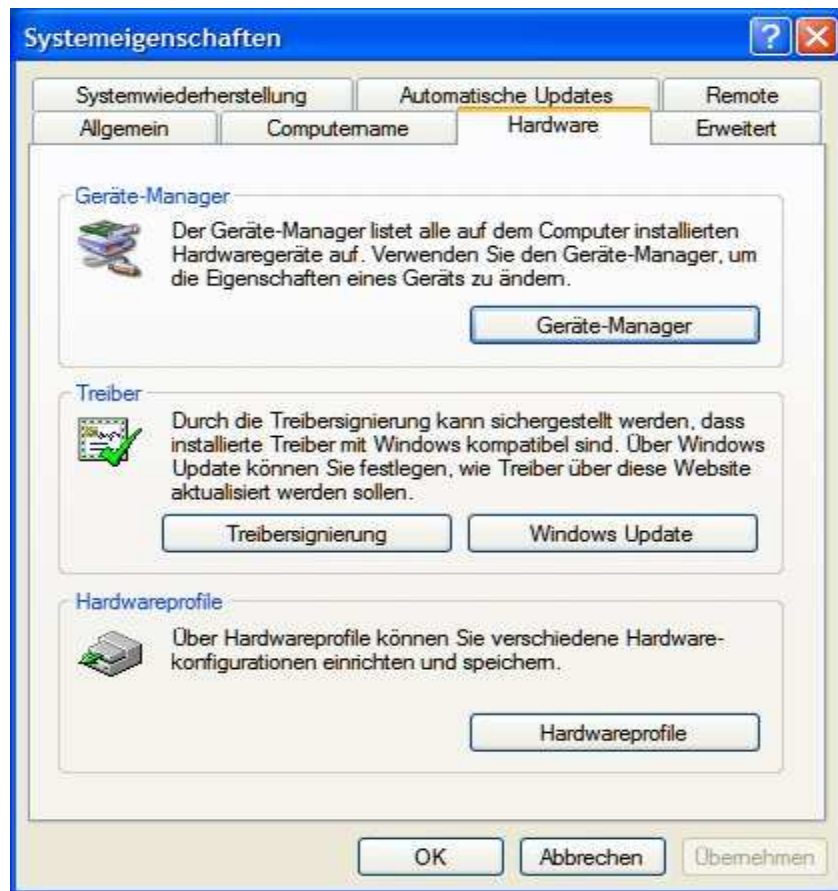 Systemeigenschaften
Systemwiederherstellung Automatische Updates Remote
Allgemein Computername Hardware Erweitert
Geräte-Manager
Der Geräte-Manager listet alle auf dem Computer installierten
Hardwaregeräte auf. Verwenden Sie den Geräte-Manager, um
die Eigenschaften eines Geräts zu ändern.
Geräte-Manager
Treiber
Durch die Treibersignierung kann sichergestellt werden, dass
installierte Treiber mit Windows kompatibel sind. Über Windows
Update können Sie festlegen, wie Treiber über diese Website
aktualisiert werden sollen.
Treibersignierung Windows Update
Hardwareprofile
Über Hardwareprofile können Sie verschiedene Hardware-
konfigurationen einrichten und speichern.
Hardwareprofile
OK Abbrechen Übernehmen